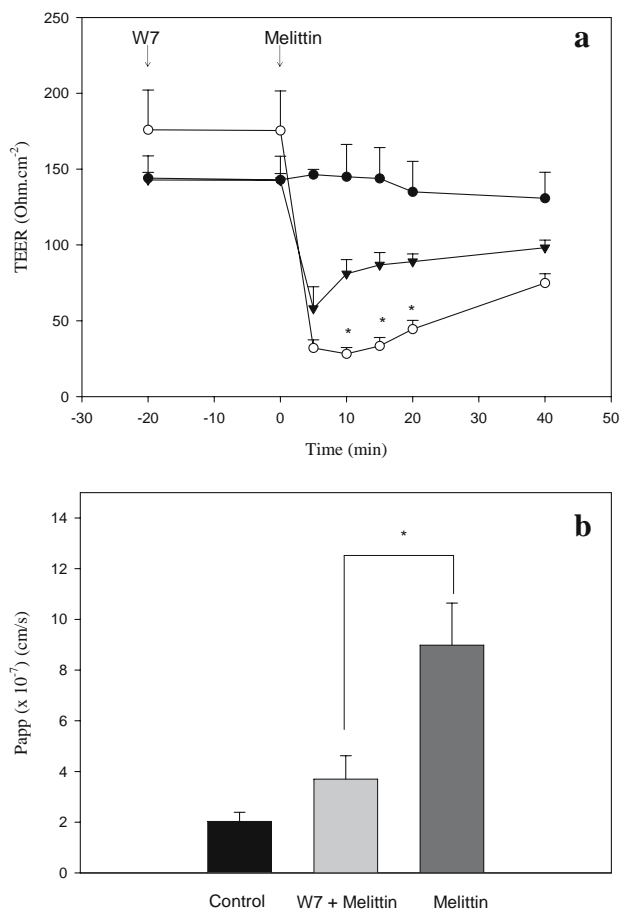 250
W7
Melittin
a
200
150
100
50
0
TEER (Ohm.cm-2)
* * *
-30 -20 -10 0 10 20 30 40 50
Time (min)
b
14
12
10
8
6
4
2
0
Papp (x 10-7) (cm/s)
*
Control W7 + Melittin Melittin